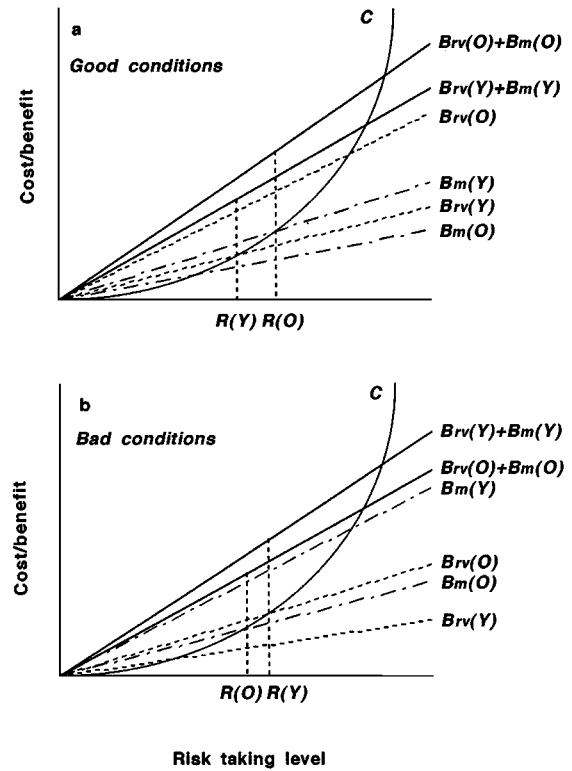 a
C
Good conditions
Brv(O)+Bm(O)
Brv(Y)+Bm(Y)
Brv(O)
Bm(Y)
Brv(Y)
Bm(O)
Cost/benefit
R(Y) R(O)
b
C
Bad conditions
Brv(Y)+Bm(Y)
Brv(O)+Bm(O)
Bm(Y)
Brv(O)
Bm(O)
Brv(Y)
Cost/benefit
R(O) R(Y)
Risk taking level